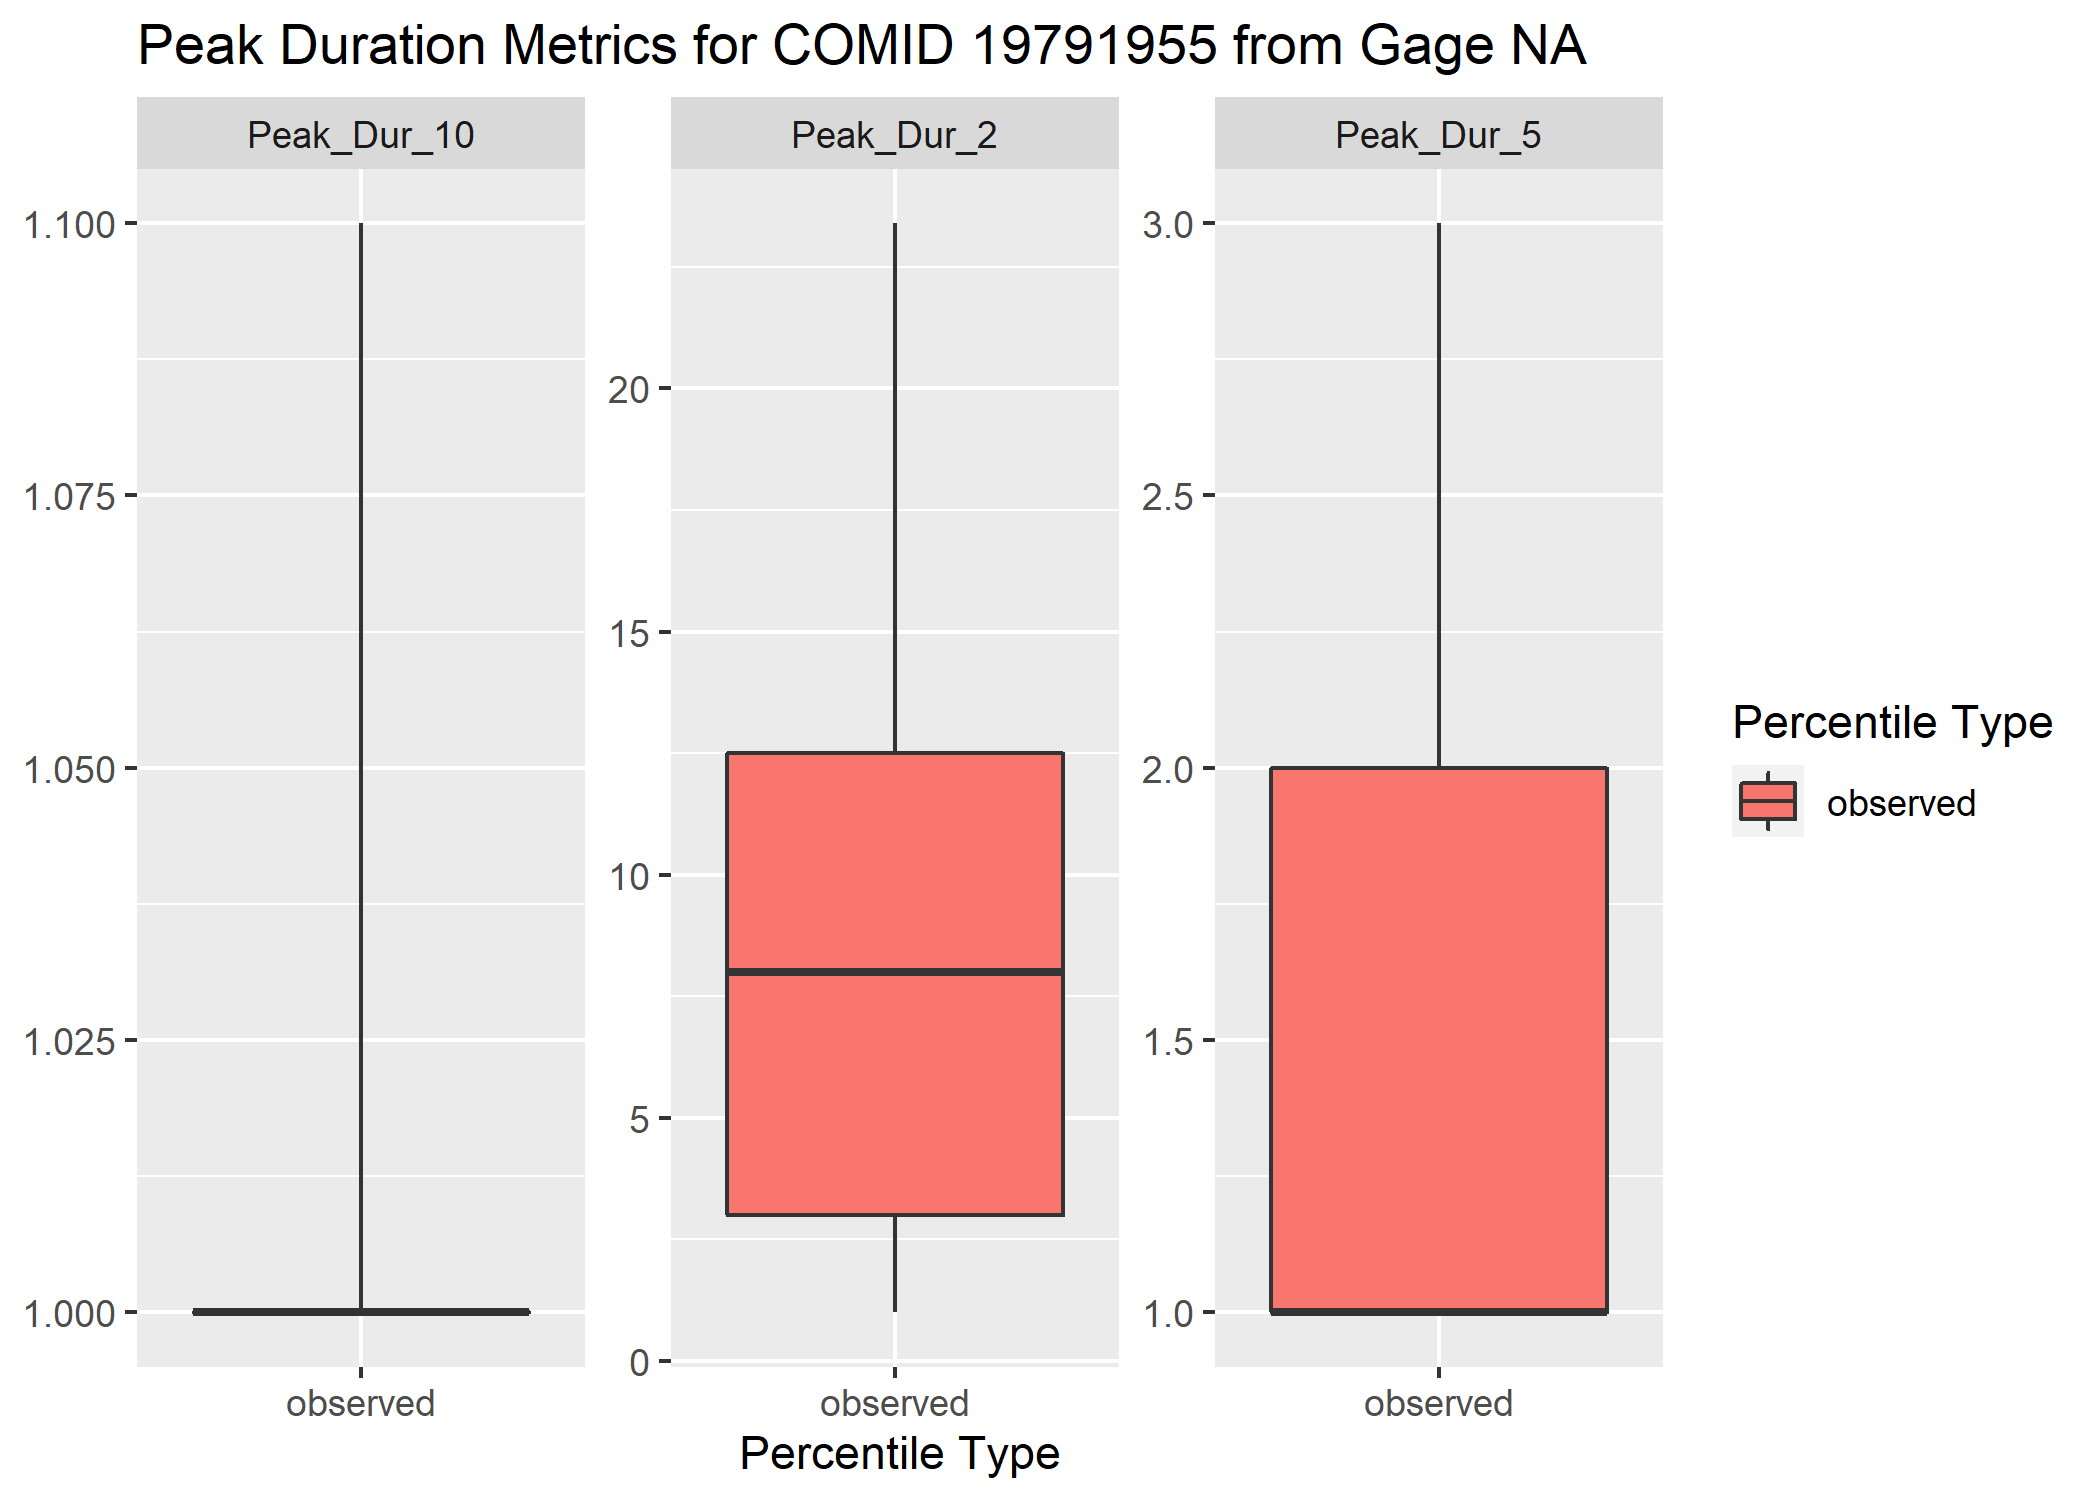 Peak Duration Metrics for COMID 19791955 from Gage NA
Peak_Dur_10
Peak_Dur_2
Peak_Dur_5
1.100
1.075
1.050
1.025
1.000
20
15
10
5
0
3.0
2.5
2.0
1.5
1.0
observed
observed
observed
Percentile Type
Percentile Type
observed